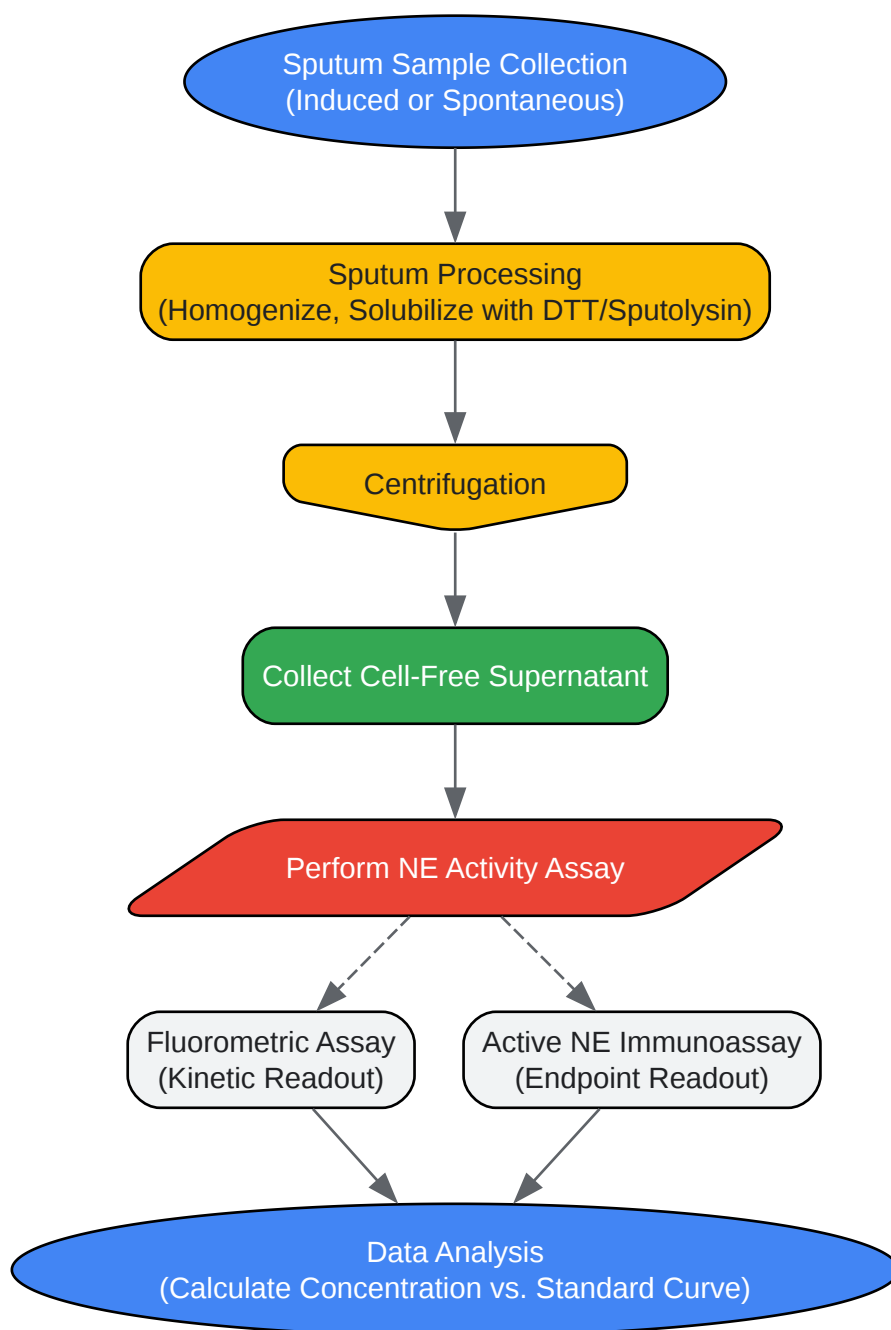 Sputum Sample Collection
(Induced or Spontaneous)
Sputum Processing
(Homogenize, Solubilize with DTT/Sputolysin)
Centrifugation
Collect Cell-Free Supernatant
Perform NE Activity Assay
Fluorometric Assay
(Kinetic Readout)
Active NE Immunoassay
(Endpoint Readout)
Data Analysis
(Calculate Concentration vs. Standard Curve)